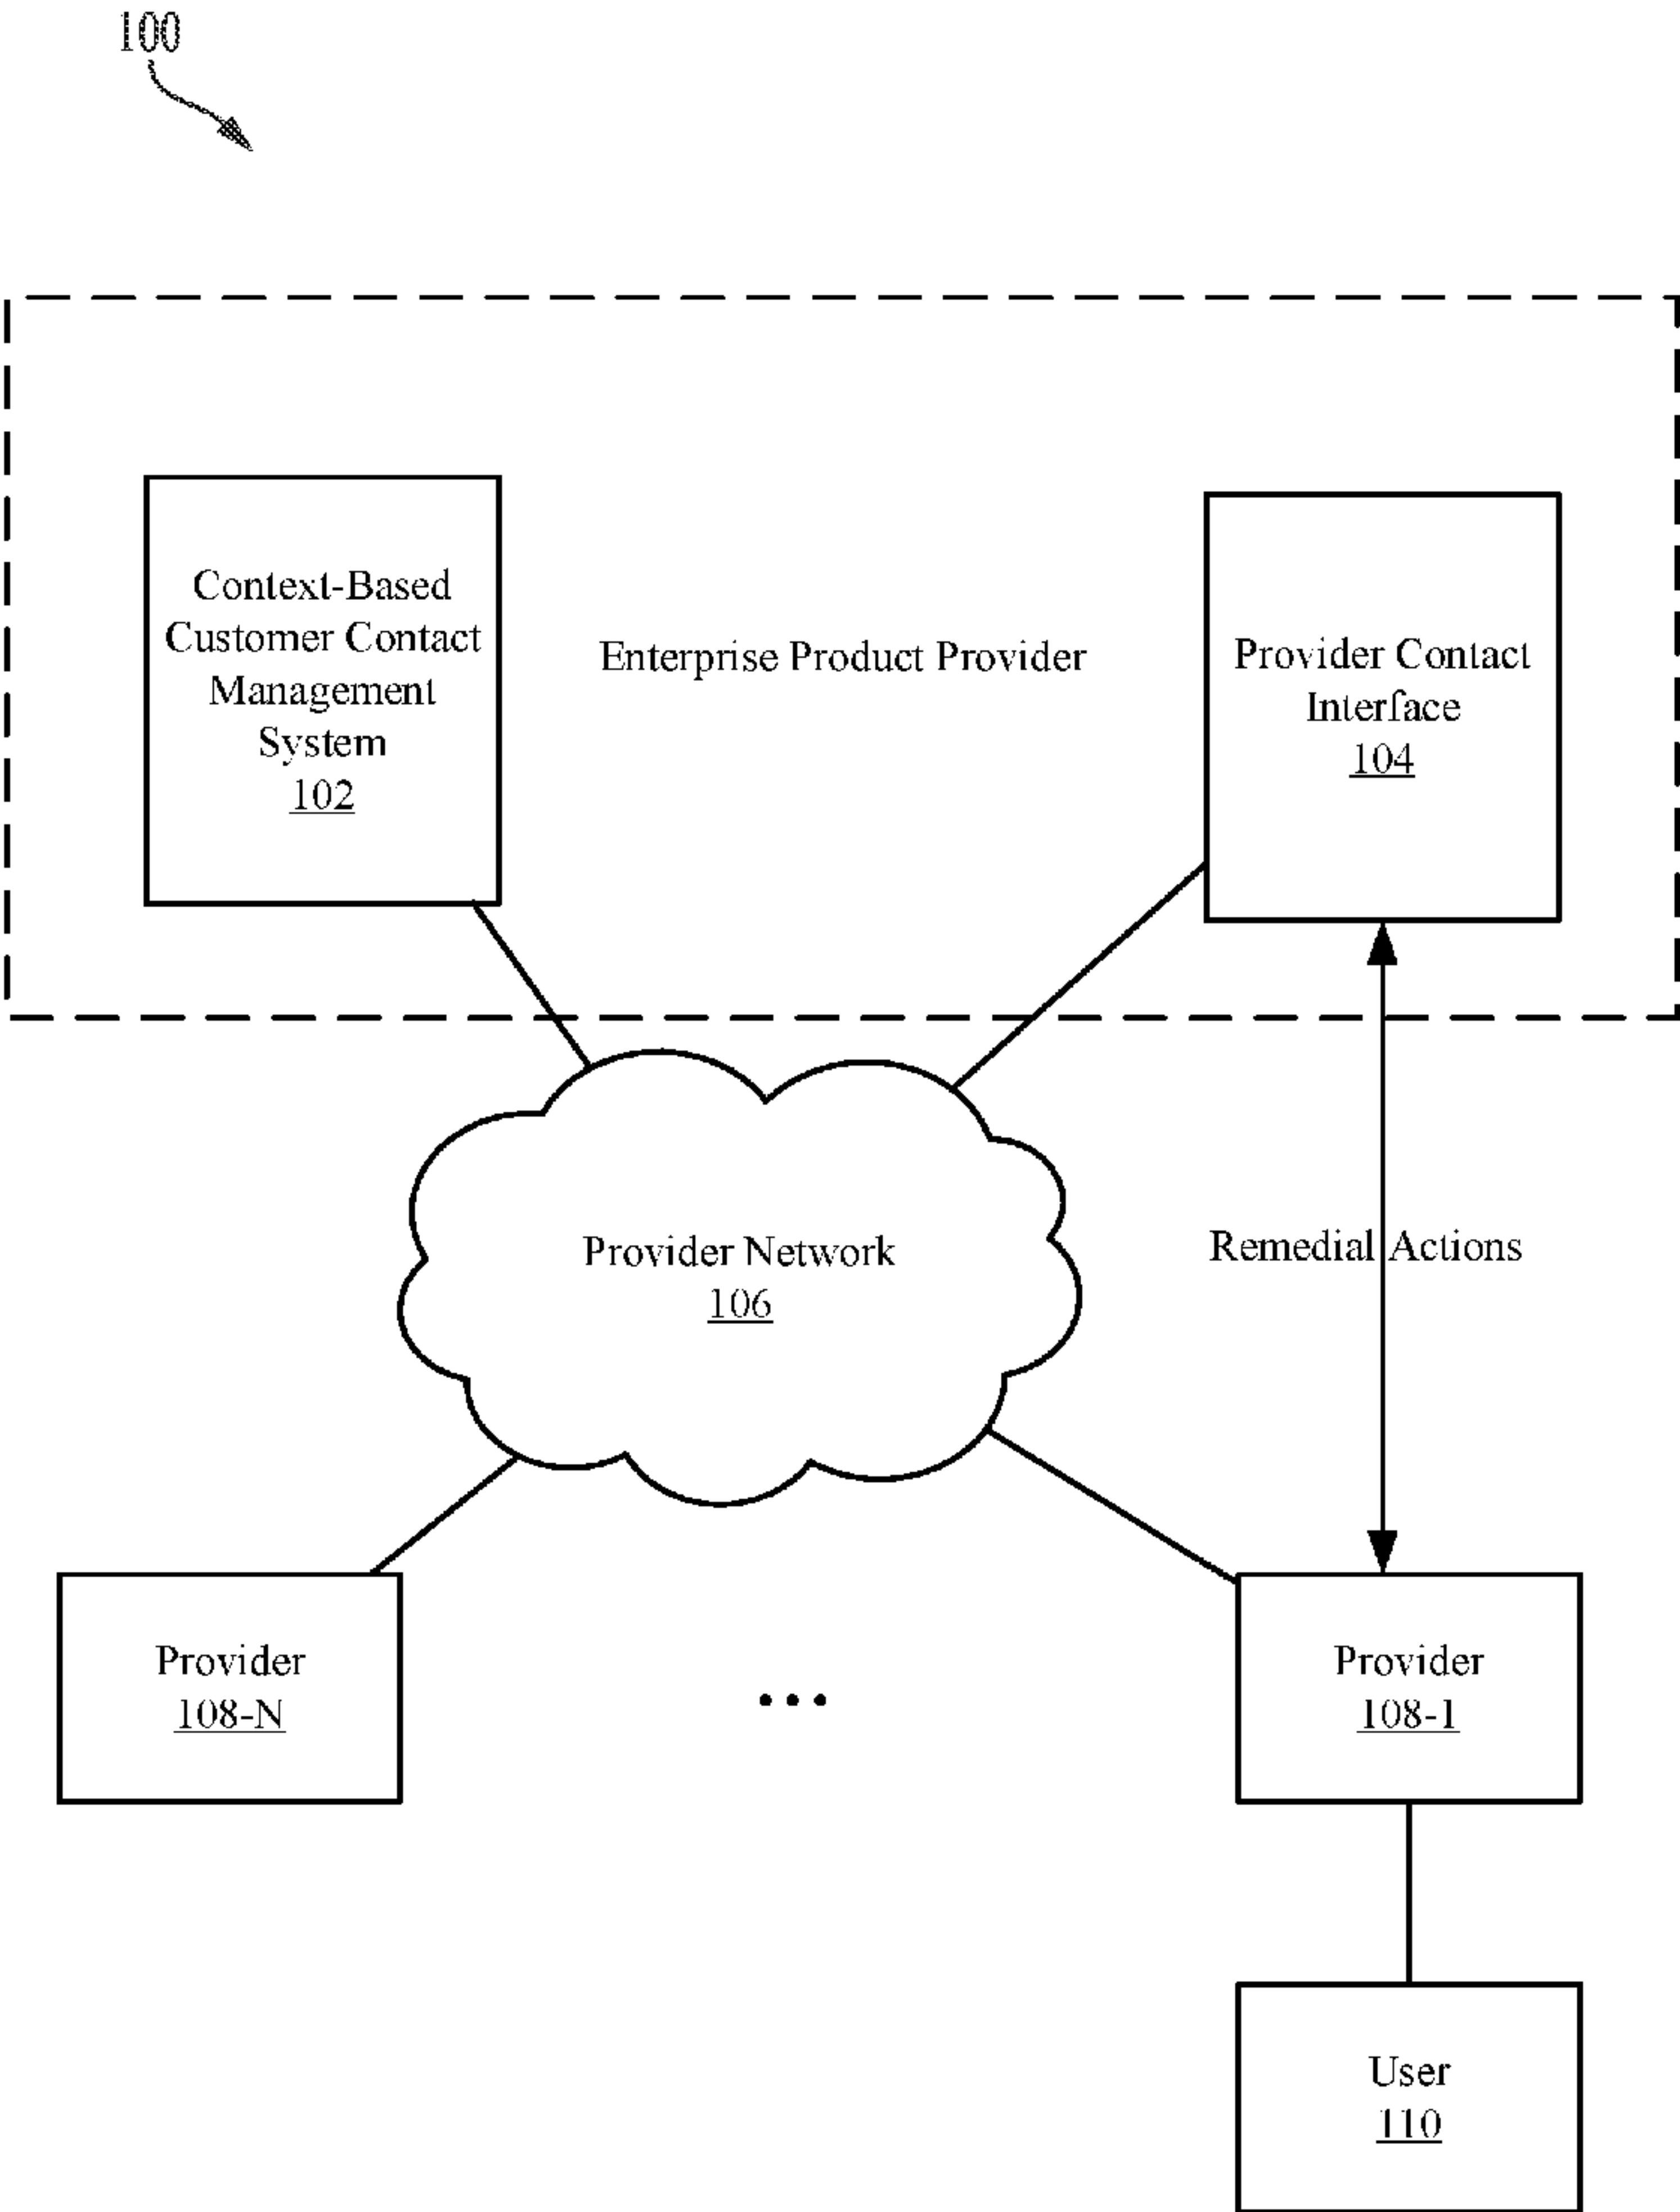 100
Context-Based
Customer Contact
Management
System
102
Enterprise Product Provider
Provider Contact
Interface
104
Provider Network
106
Remedial Actions
Provider
108-N
...
Provider
108-1
User
110